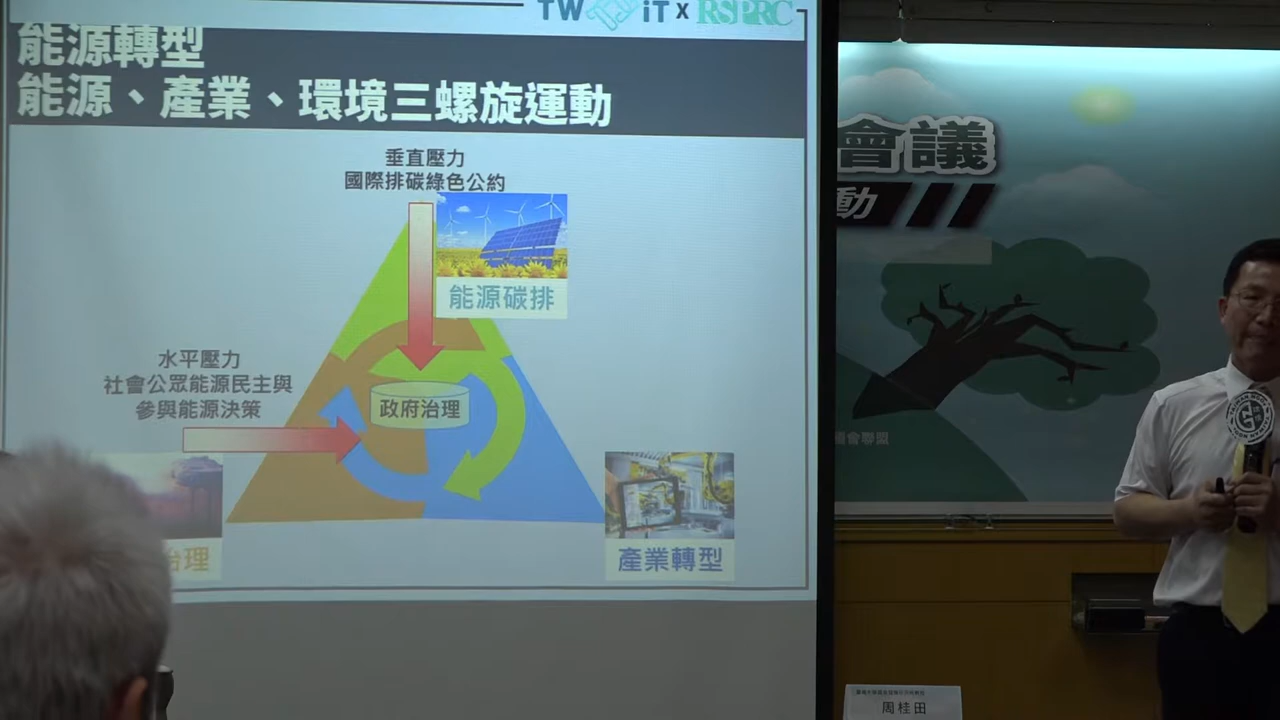 TW iT x RSPRC
能源轉型
能源、產業、環境三螺旋運動
垂直壓力
國際排碳綠色公約
能源碳排
水平壓力
社會公眾能源民主與
參與能源決策
政府治理
治理
產業轉型
會議
動
會聯盟
周桂田